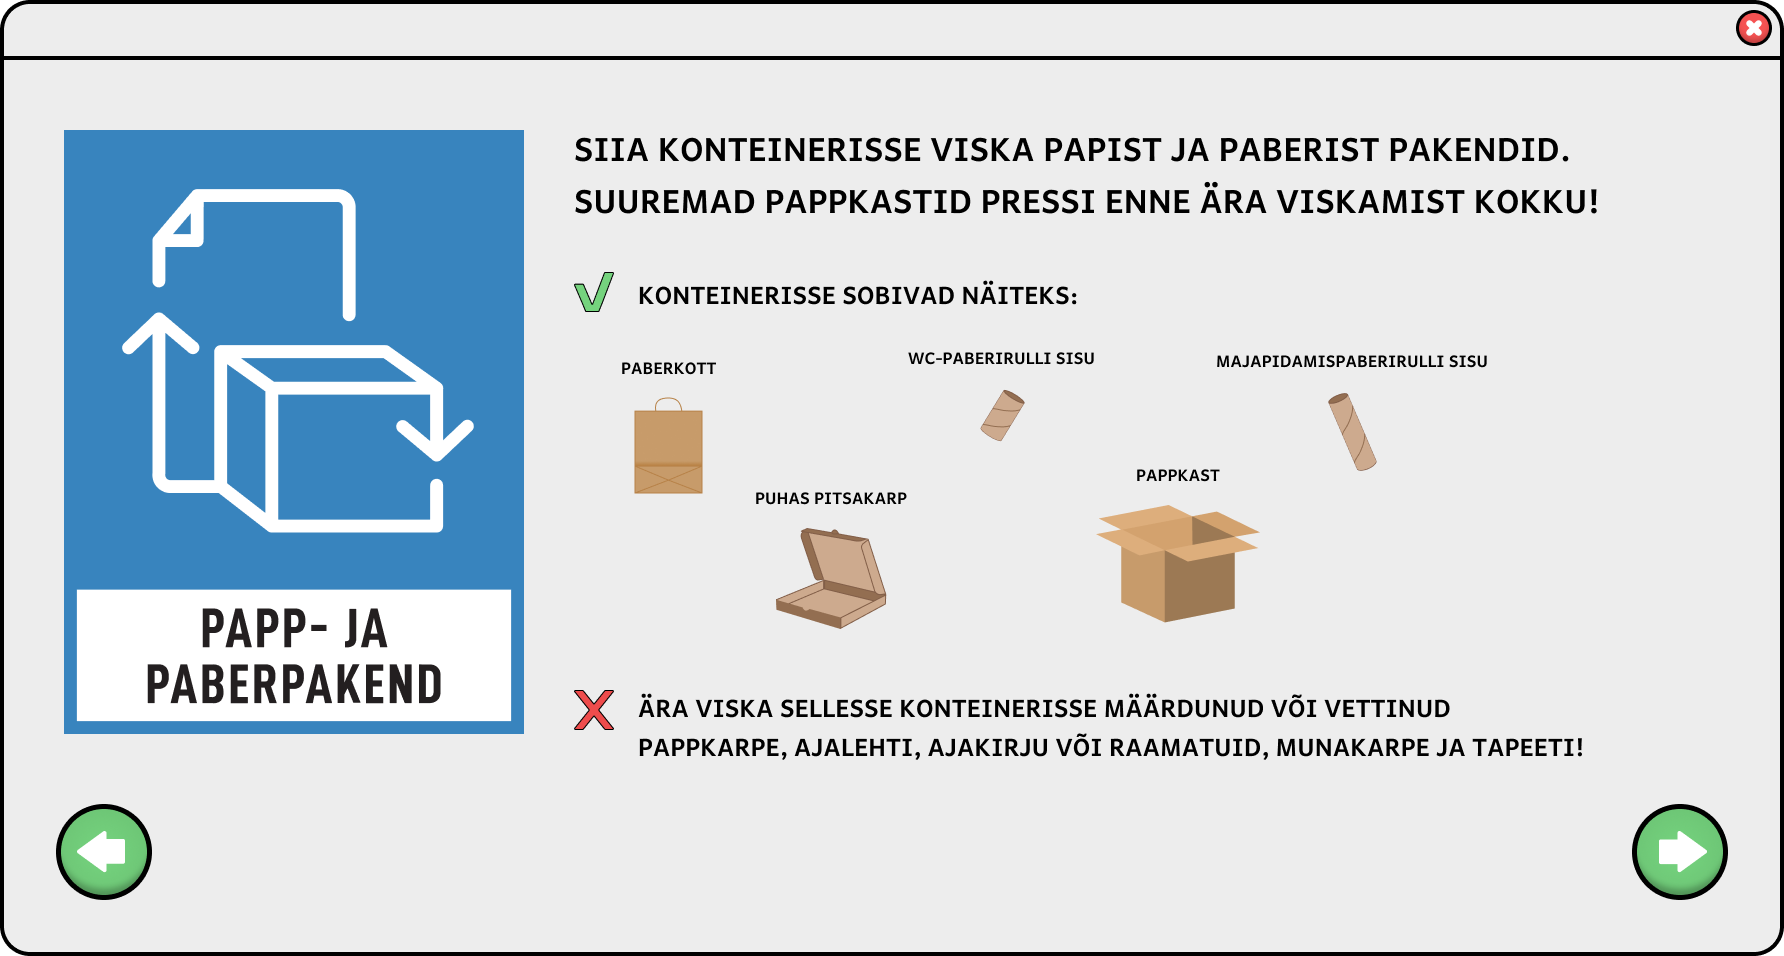 SIIA KONTEINERISSE VISKA PAPIST JA PABERIST PAKENDID.
SUUREMAD PAPPKASTID PRESSI ENNE ÄRA VISKAMIST KOKKU!
KONTEINERISSE SOBIVAD NÄITEKS:
PABERKOTT
WC-PABERIRULLI SISU
MAJAPIDAMISPABERIRULLI SISU
PUHAS PITSAKARP
PAPPKAST
PAPP- JA
PABERPAKEND
ÄRA VISKA SELLESSE KONTEINERISSE MÄÄRDUNUD VÕI VETTINUD
PAPPKARPE, AJALEHTI, AJAKIRJU VÕI RAAMATUID, MUNAKARPE JA TAPEETI!